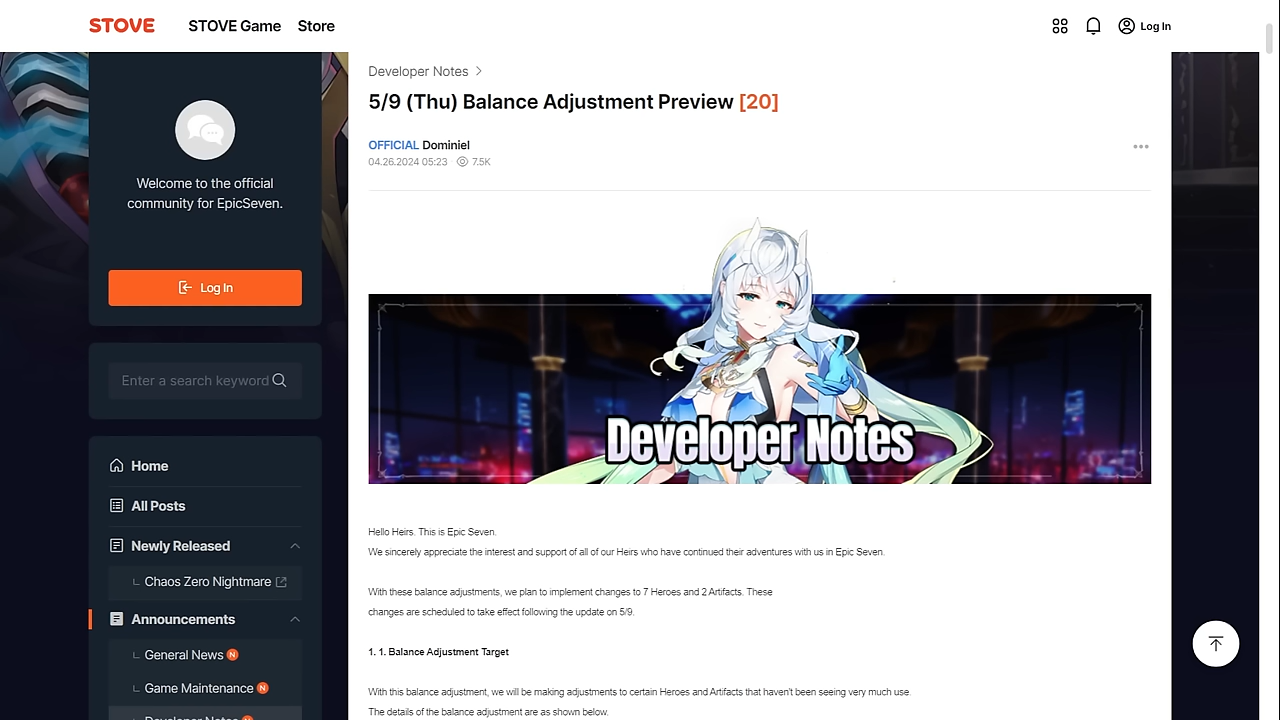 STOVE
STOVE Game
Store
Log In
Welcome to the official
community for EpicSeven.
Log In
Enter a search keyword
Home
All Posts
Newly Released
Chaos Zero Nightmare
Announcements
General News N
Game Maintenance N
Developer Notes N
Developer Notes
5/9 (Thu) Balance Adjustment Preview [20]
OFFICIAL Dominiel
04.26.2024 05:23 7.5K
Developer Notes
Hello Heirs. This is Epic Seven.
We sincerely appreciate the interest and support of all of our Heirs who have continued their adventures with us in Epic Seven.
With these balance adjustments, we plan to implement changes to 7 Heroes and 2 Artifacts. These
changes are scheduled to take effect following the update on 5/9.
1. 1. Balance Adjustment Target
With this balance adjustment, we will be making adjustments to certain Heroes and Artifacts that haven't been seeing very much use.
The details of the balance adjustment are as shown below.